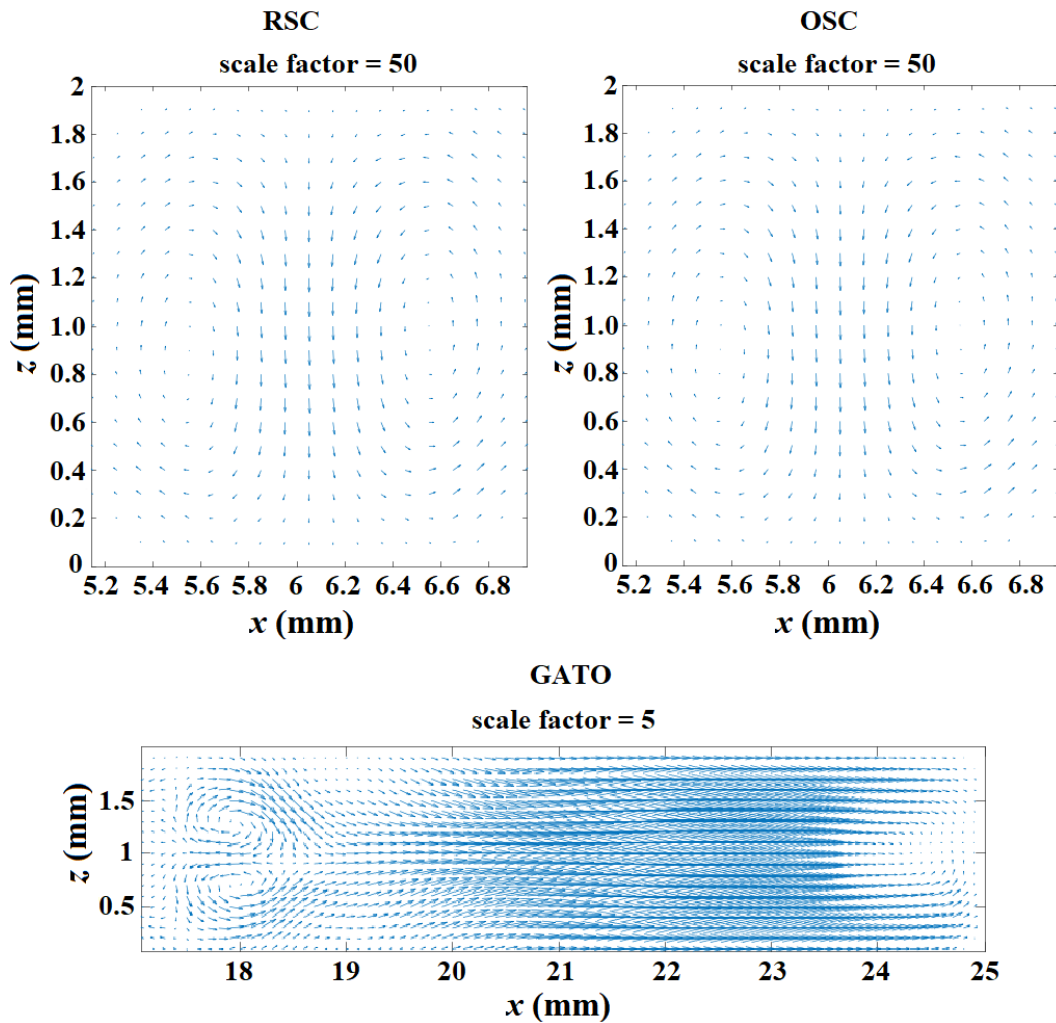 RSC
scale factor = 50
2
1.8
1.6
1.4
1.2
1.0
0.8
0.6
0.4
0.2
0
z (mm)
5.2 5.4 5.6 5.8 6 6.2 6.4 6.6 6.8
x (mm)
OSC
scale factor = 50
2
1.8
1.6
1.4
1.2
1.0
0.8
0.6
0.4
0.2
0
z (mm)
5.2 5.4 5.6 5.8 6 6.2 6.4 6.6 6.8
x (mm)
GATO
scale factor = 5
1.5
1
0.5
z (mm)
18 19 20 21 22 23 24 25
x (mm)